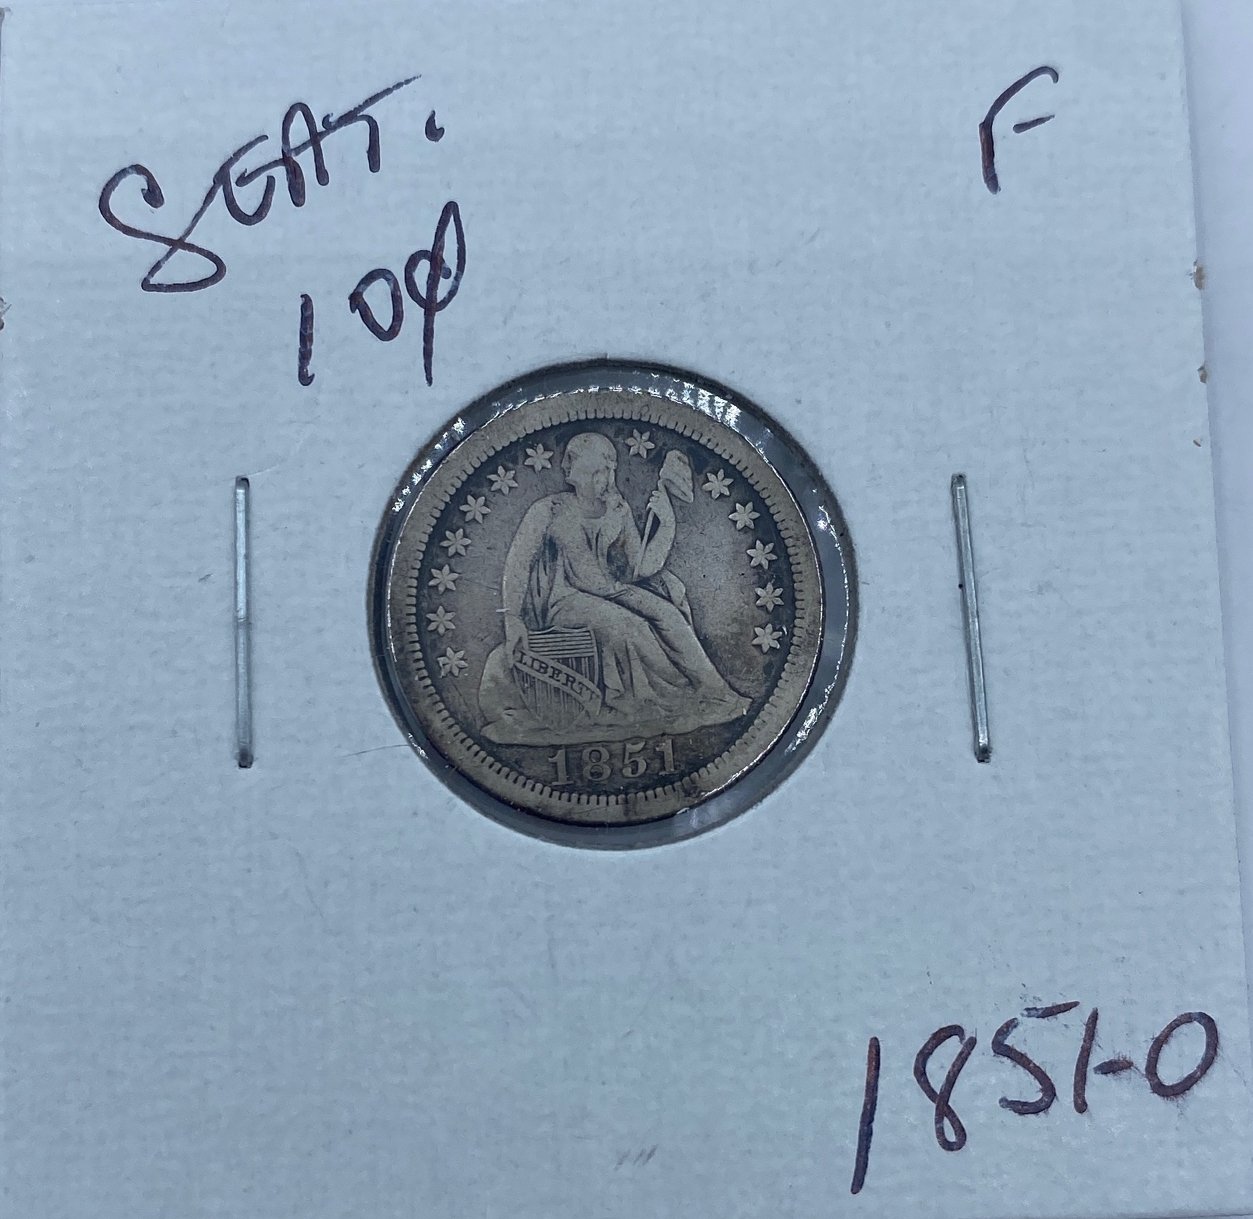 SEAT.
10¢
F
LIBERTY
1851
1851-O